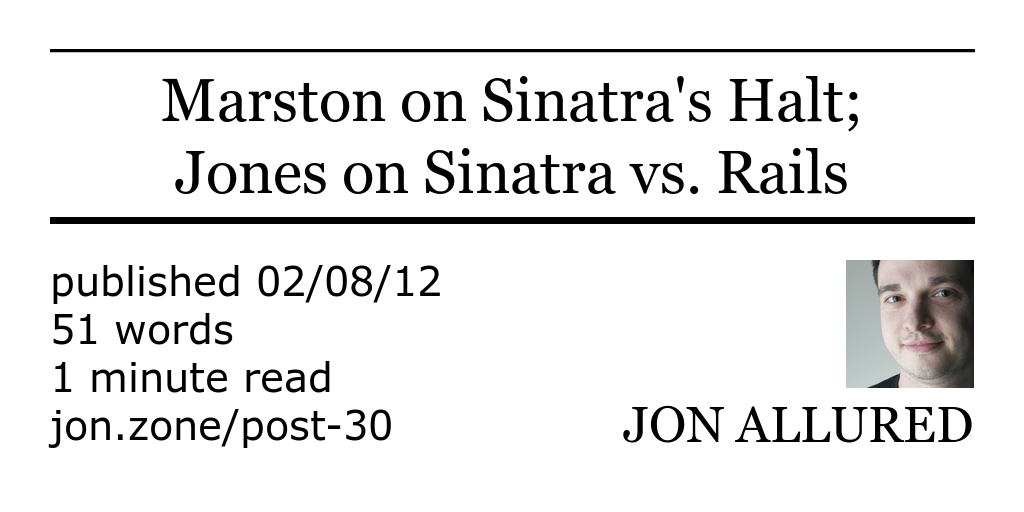 Marston on Sinatra's Halt;
Jones on Sinatra vs. Rails
published 02/08/12
51 words
1 minute read
jon.zone/post-30
JON ALLURED